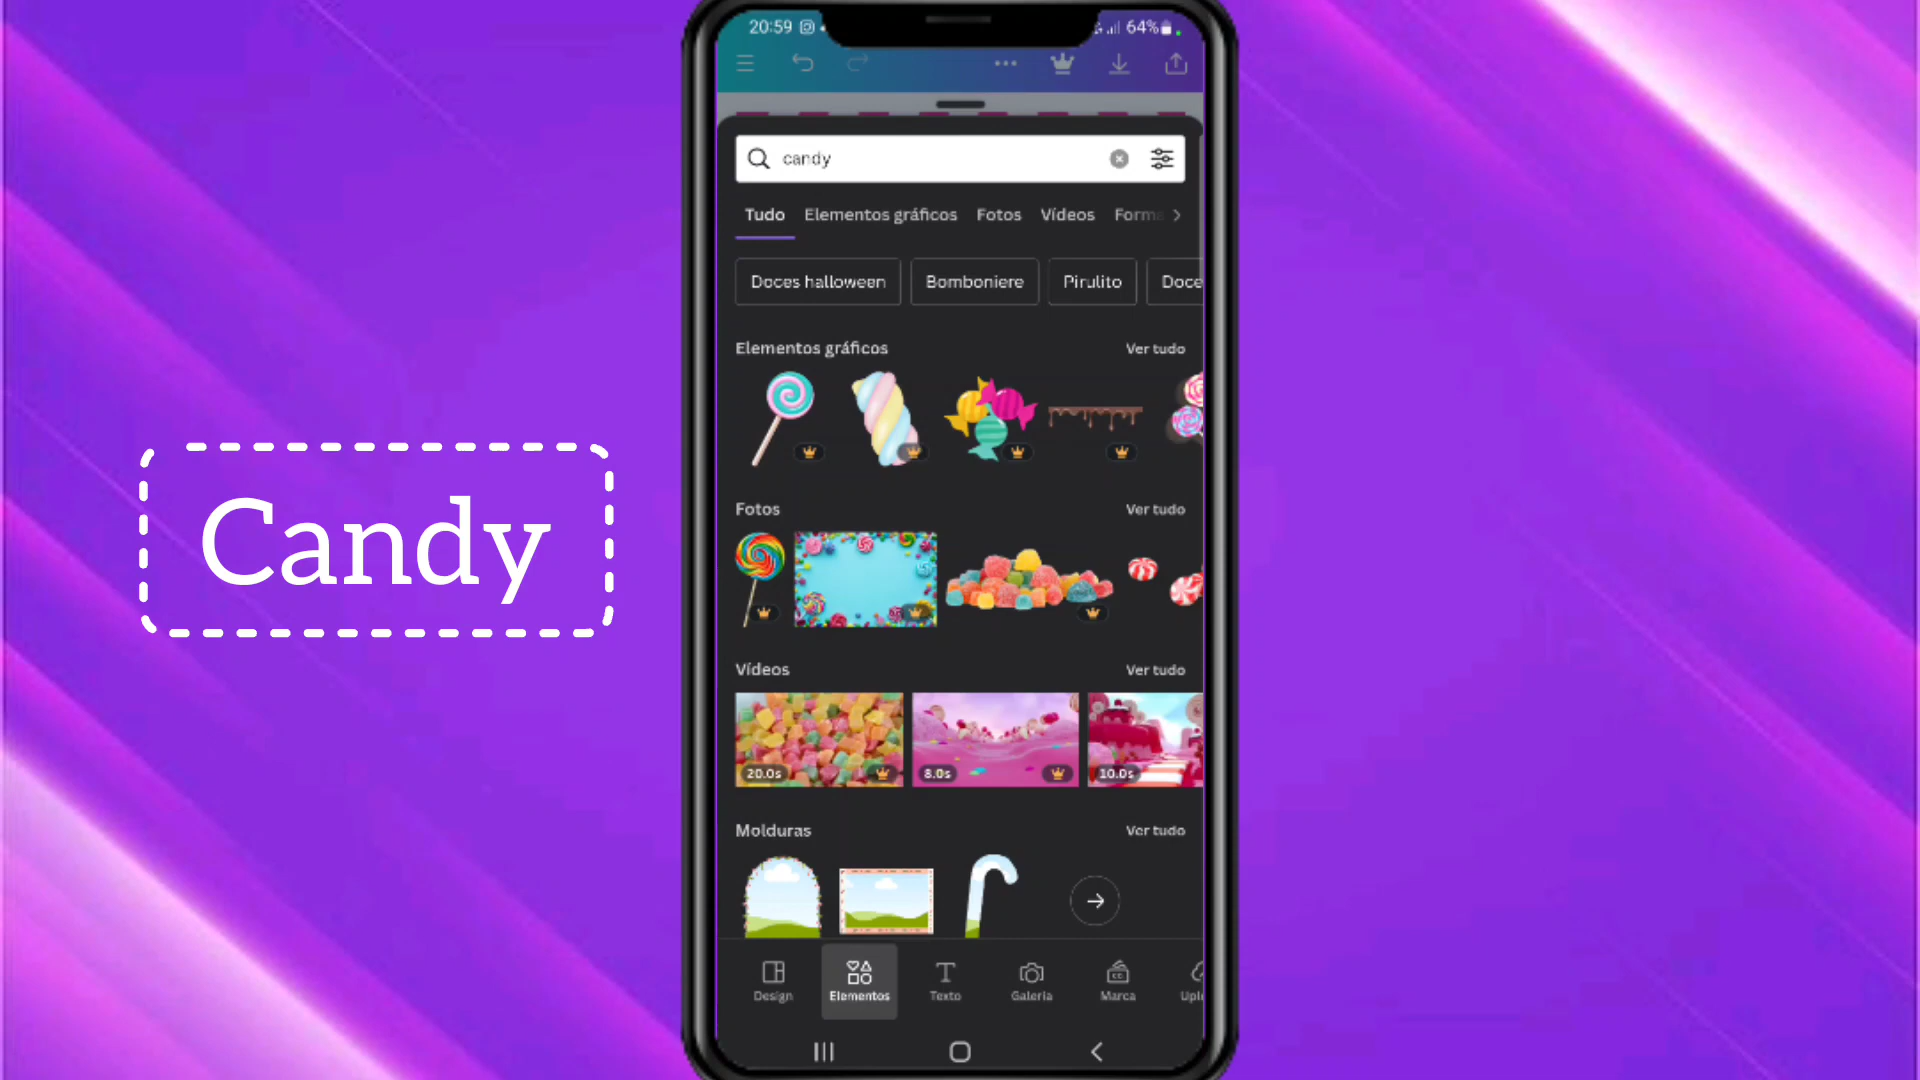 20:59
64%
candy
Tudo Elementos gráficos Fotos Vídeos Forma
Doces halloween Bomboniere Pirulito Doce
Elementos gráficos Ver tudo
Fotos Ver tudo
Candy
Vídeos Ver tudo
20.0s 8.0s 10.0s
Molduras Ver tudo
Design Elementos Texto Galeria Marca